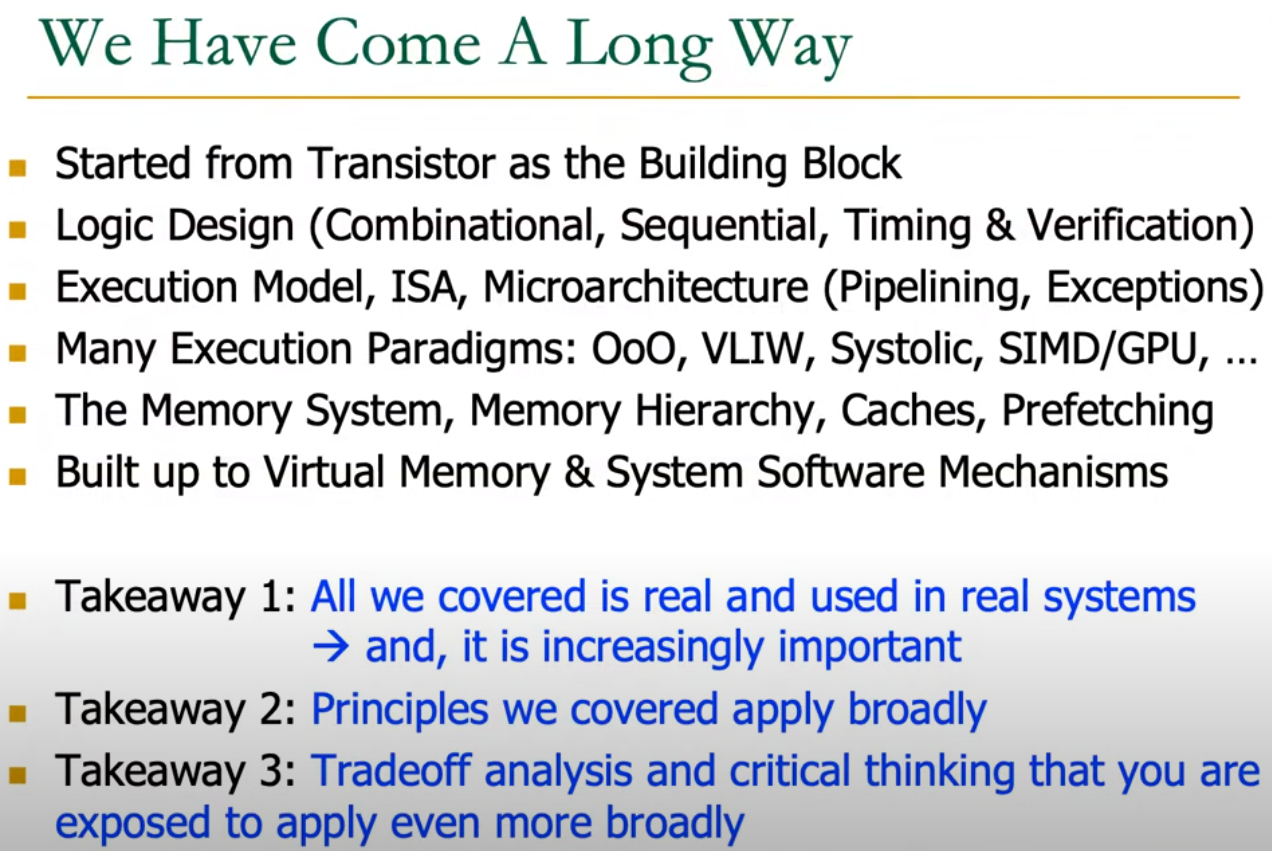 We Have Come A Long Way
Started from Transistor as the Building Block
Logic Design (Combinational, Sequential, Timing & Verification)
Execution Model, ISA, Microarchitecture (Pipelining, Exceptions)
Many Execution Paradigms: OoO, VLIW, Systolic, SIMD/GPU, ...
The Memory System, Memory Hierarchy, Caches, Prefetching
Built up to Virtual Memory & System Software Mechanisms
Takeaway 1: All we covered is real and used in real systems
→ and, it is increasingly important
Takeaway 2: Principles we covered apply broadly
Takeaway 3: Tradeoff analysis and critical thinking that you are
exposed to apply even more broadly